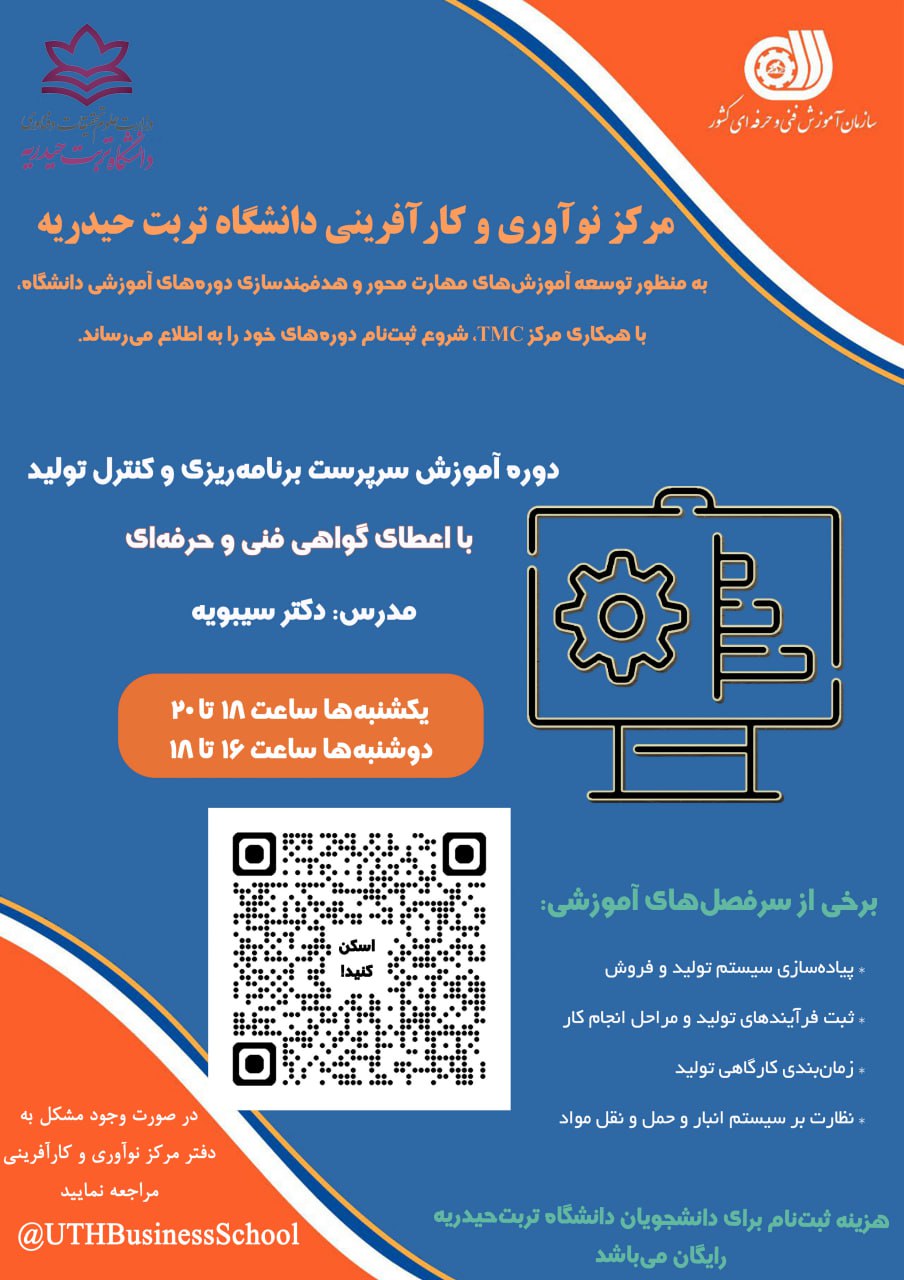 وزارت علوم، تحقیقات و فناوری
دانشگاه تربت حیدریه
سازمان آموزش فنی و حرفه ای کشور
مرکز نوآوری و کارآفرینی دانشگاه تربت حیدریه
به منظور توسعه آموزش‌های مهارت محور و هدفمندسازی دوره‌های آموزشی دانشگاه،
با همکاری مرکز TMC، شروع ثبت‌نام دوره‌های خود را به اطلاع می‌رساند.
دوره آموزش سرپرست برنامه‌ریزی و کنترل تولید
با اعطای گواهی فنی و حرفه‌ای
مدرس: دکتر سیبویه
یکشنبه‌ها ساعت ۱۸ تا ۲۰
دوشنبه‌ها ساعت ۱۶ تا ۱۸
اسکن
کنید!
برخی از سرفصل‌های آموزشی:
* پیاده‌سازی سیستم تولید و فروش
* ثبت فرآیندهای تولید و مراحل انجام کار
* زمان‌بندی کارگاهی تولید
* نظارت بر سیستم انبار و حمل و نقل مواد
در صورت وجود مشکل به
دفتر مرکز نوآوری و کارآفرینی
مراجعه نمایید
@UTHBusinessSchool
هزینه ثبت‌نام برای دانشجویان دانشگاه تربت‌حیدریه
رایگان می‌باشد